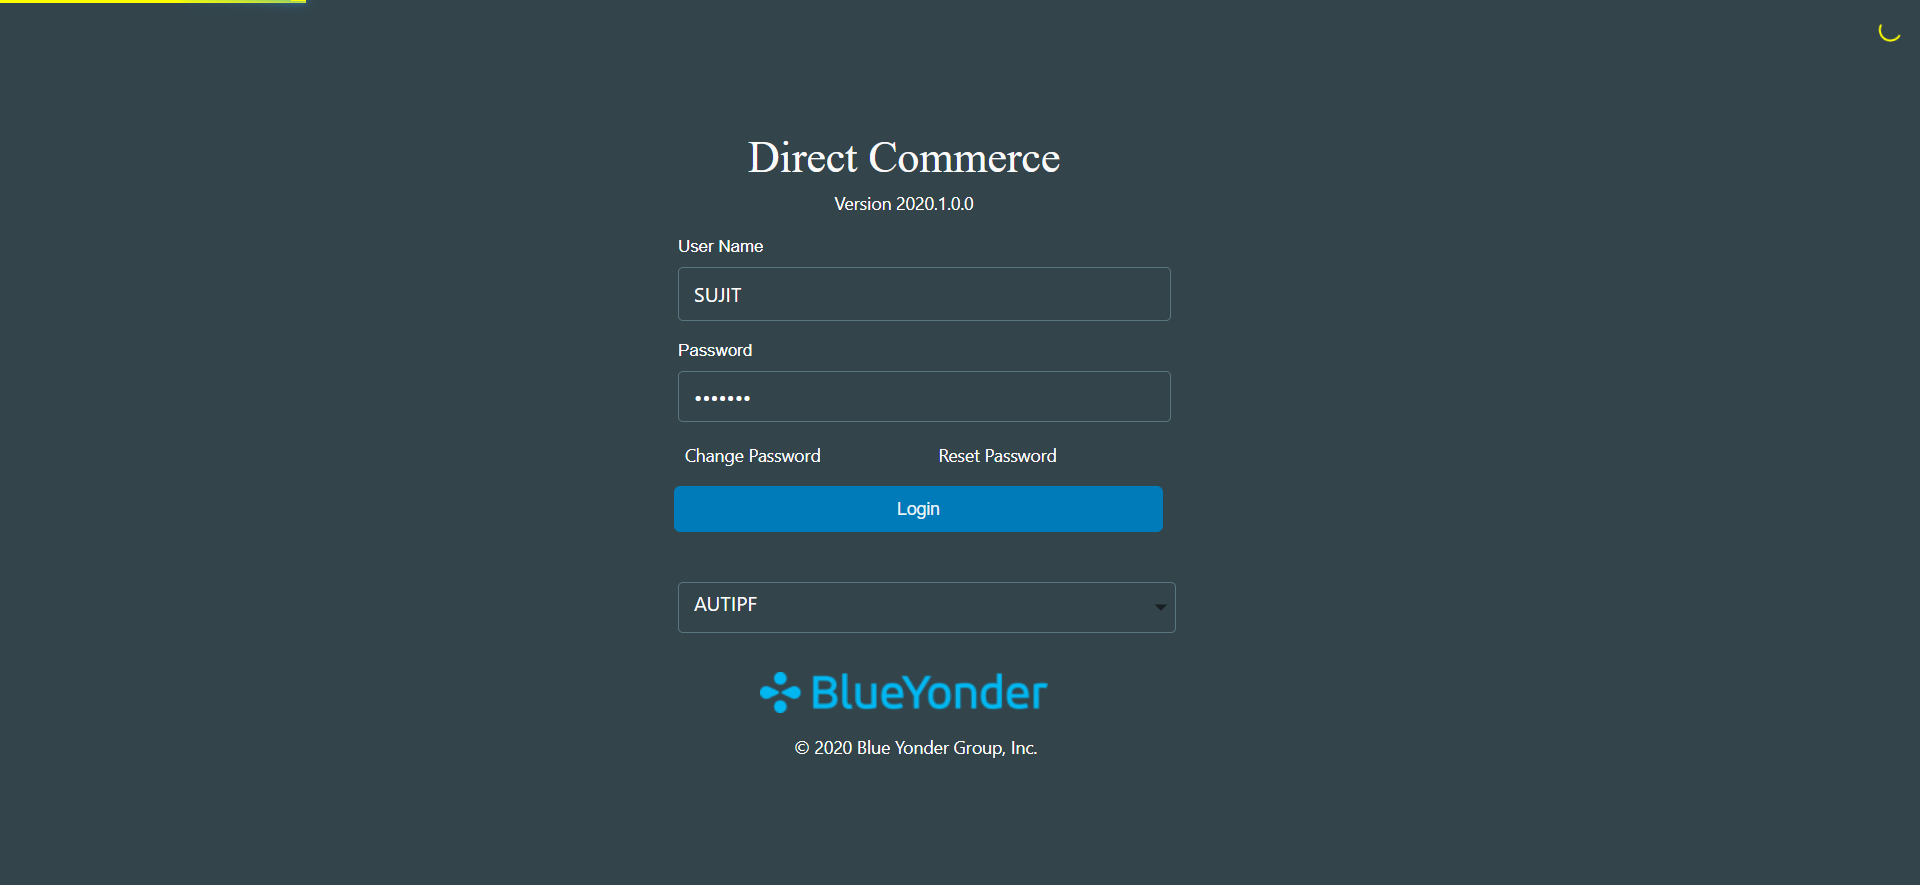 Direct Commerce
Version 2020.1.0.0
User Name
SUJIT
Password
•••••••
Change Password Reset Password
Login
AUTIPF
BlueYonder
© 2020 Blue Yonder Group, Inc.